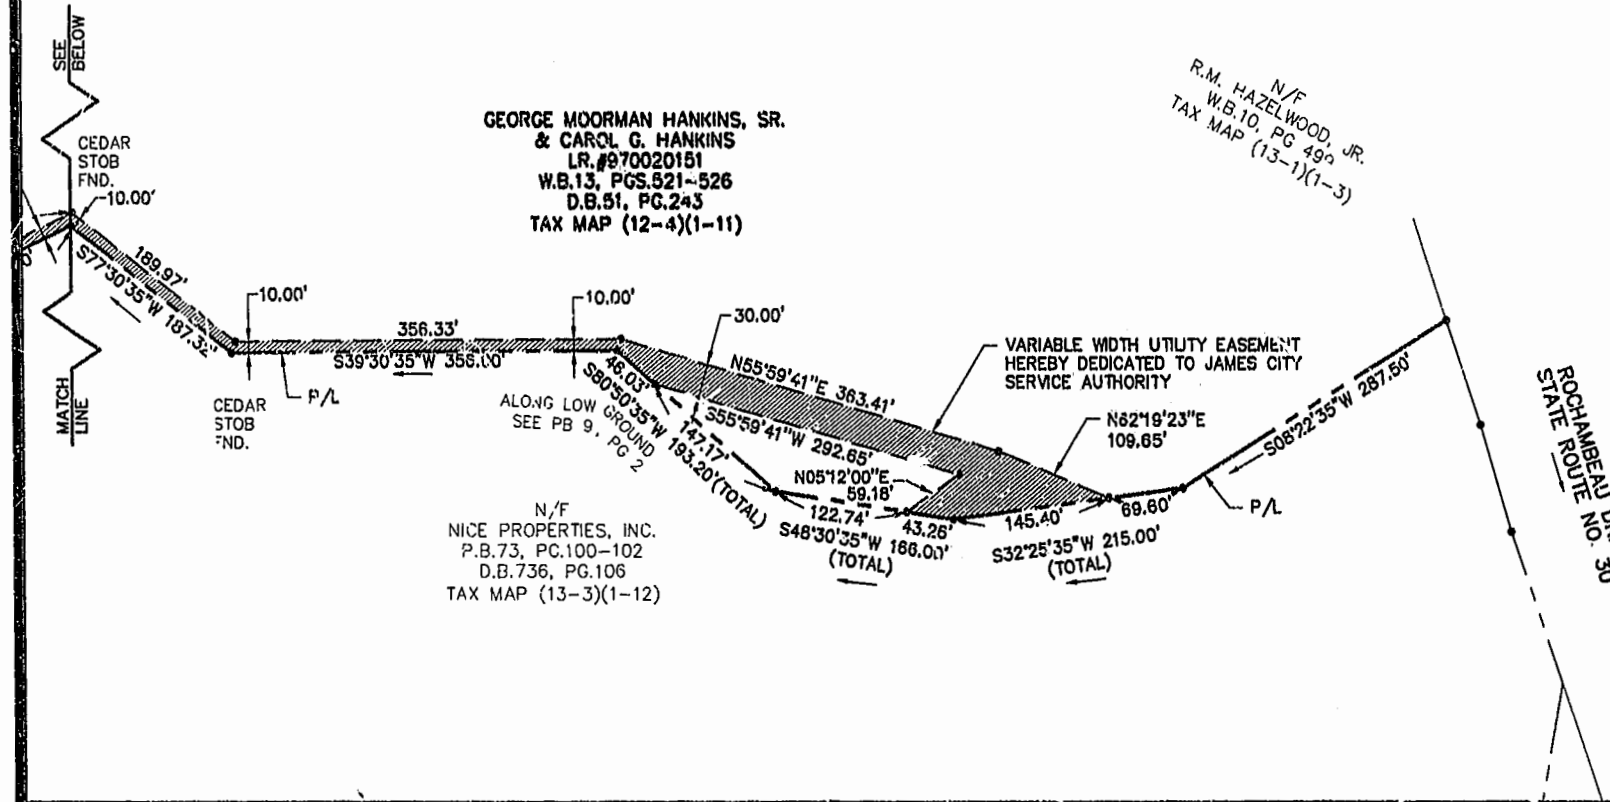 SEE
BELOW
CEDAR
STOB
FND.
10.00'
189.97'
S77°30'35"W 187.32'
MATCH
LINE
GEORGE MOORMAN HANKINS, SR.
& CAROL G. HANKINS
LR.#970020151
W.B.13, PGS.521-526
D.B.51, PG.243
TAX MAP (12-4)(1-11)
N/F
R.M. HAZELWOOD, JR.
W.B.10, PG
TAX MAP (13-1)(1-3)
10.00'
356.33'
S39°30'35"W 356.00'
P/L
CEDAR
STOB
FND.
10.00'
30.00'
N55°59'41"E 363.41'
S55°59'41"W 292.65'
46.03'
147.17'
S80°50'35"W 193.20'(TOTAL)
ALONG LOW GROUND
SEE PB 9, PG 2
VARIABLE WIDTH UTILITY EASEMENT
HEREBY DEDICATED TO JAMES CITY
SERVICE AUTHORITY
N62°19'23"E
109.65'
N05°12'00"E
59.18'
122.74'
43.26'
S48°30'35"W 166.00'
(TOTAL)
145.40'
69.60'
S32°25'35"W 215.00'
(TOTAL)
S08°22'35"W 287.50'
P/L
N/F
NICE PROPERTIES, INC.
P.B.73, PG.100-102
D.B.736, PG.106
TAX MAP (13-3)(1-12)
ROCHAMBEAU
STATE ROUTE NO. 30